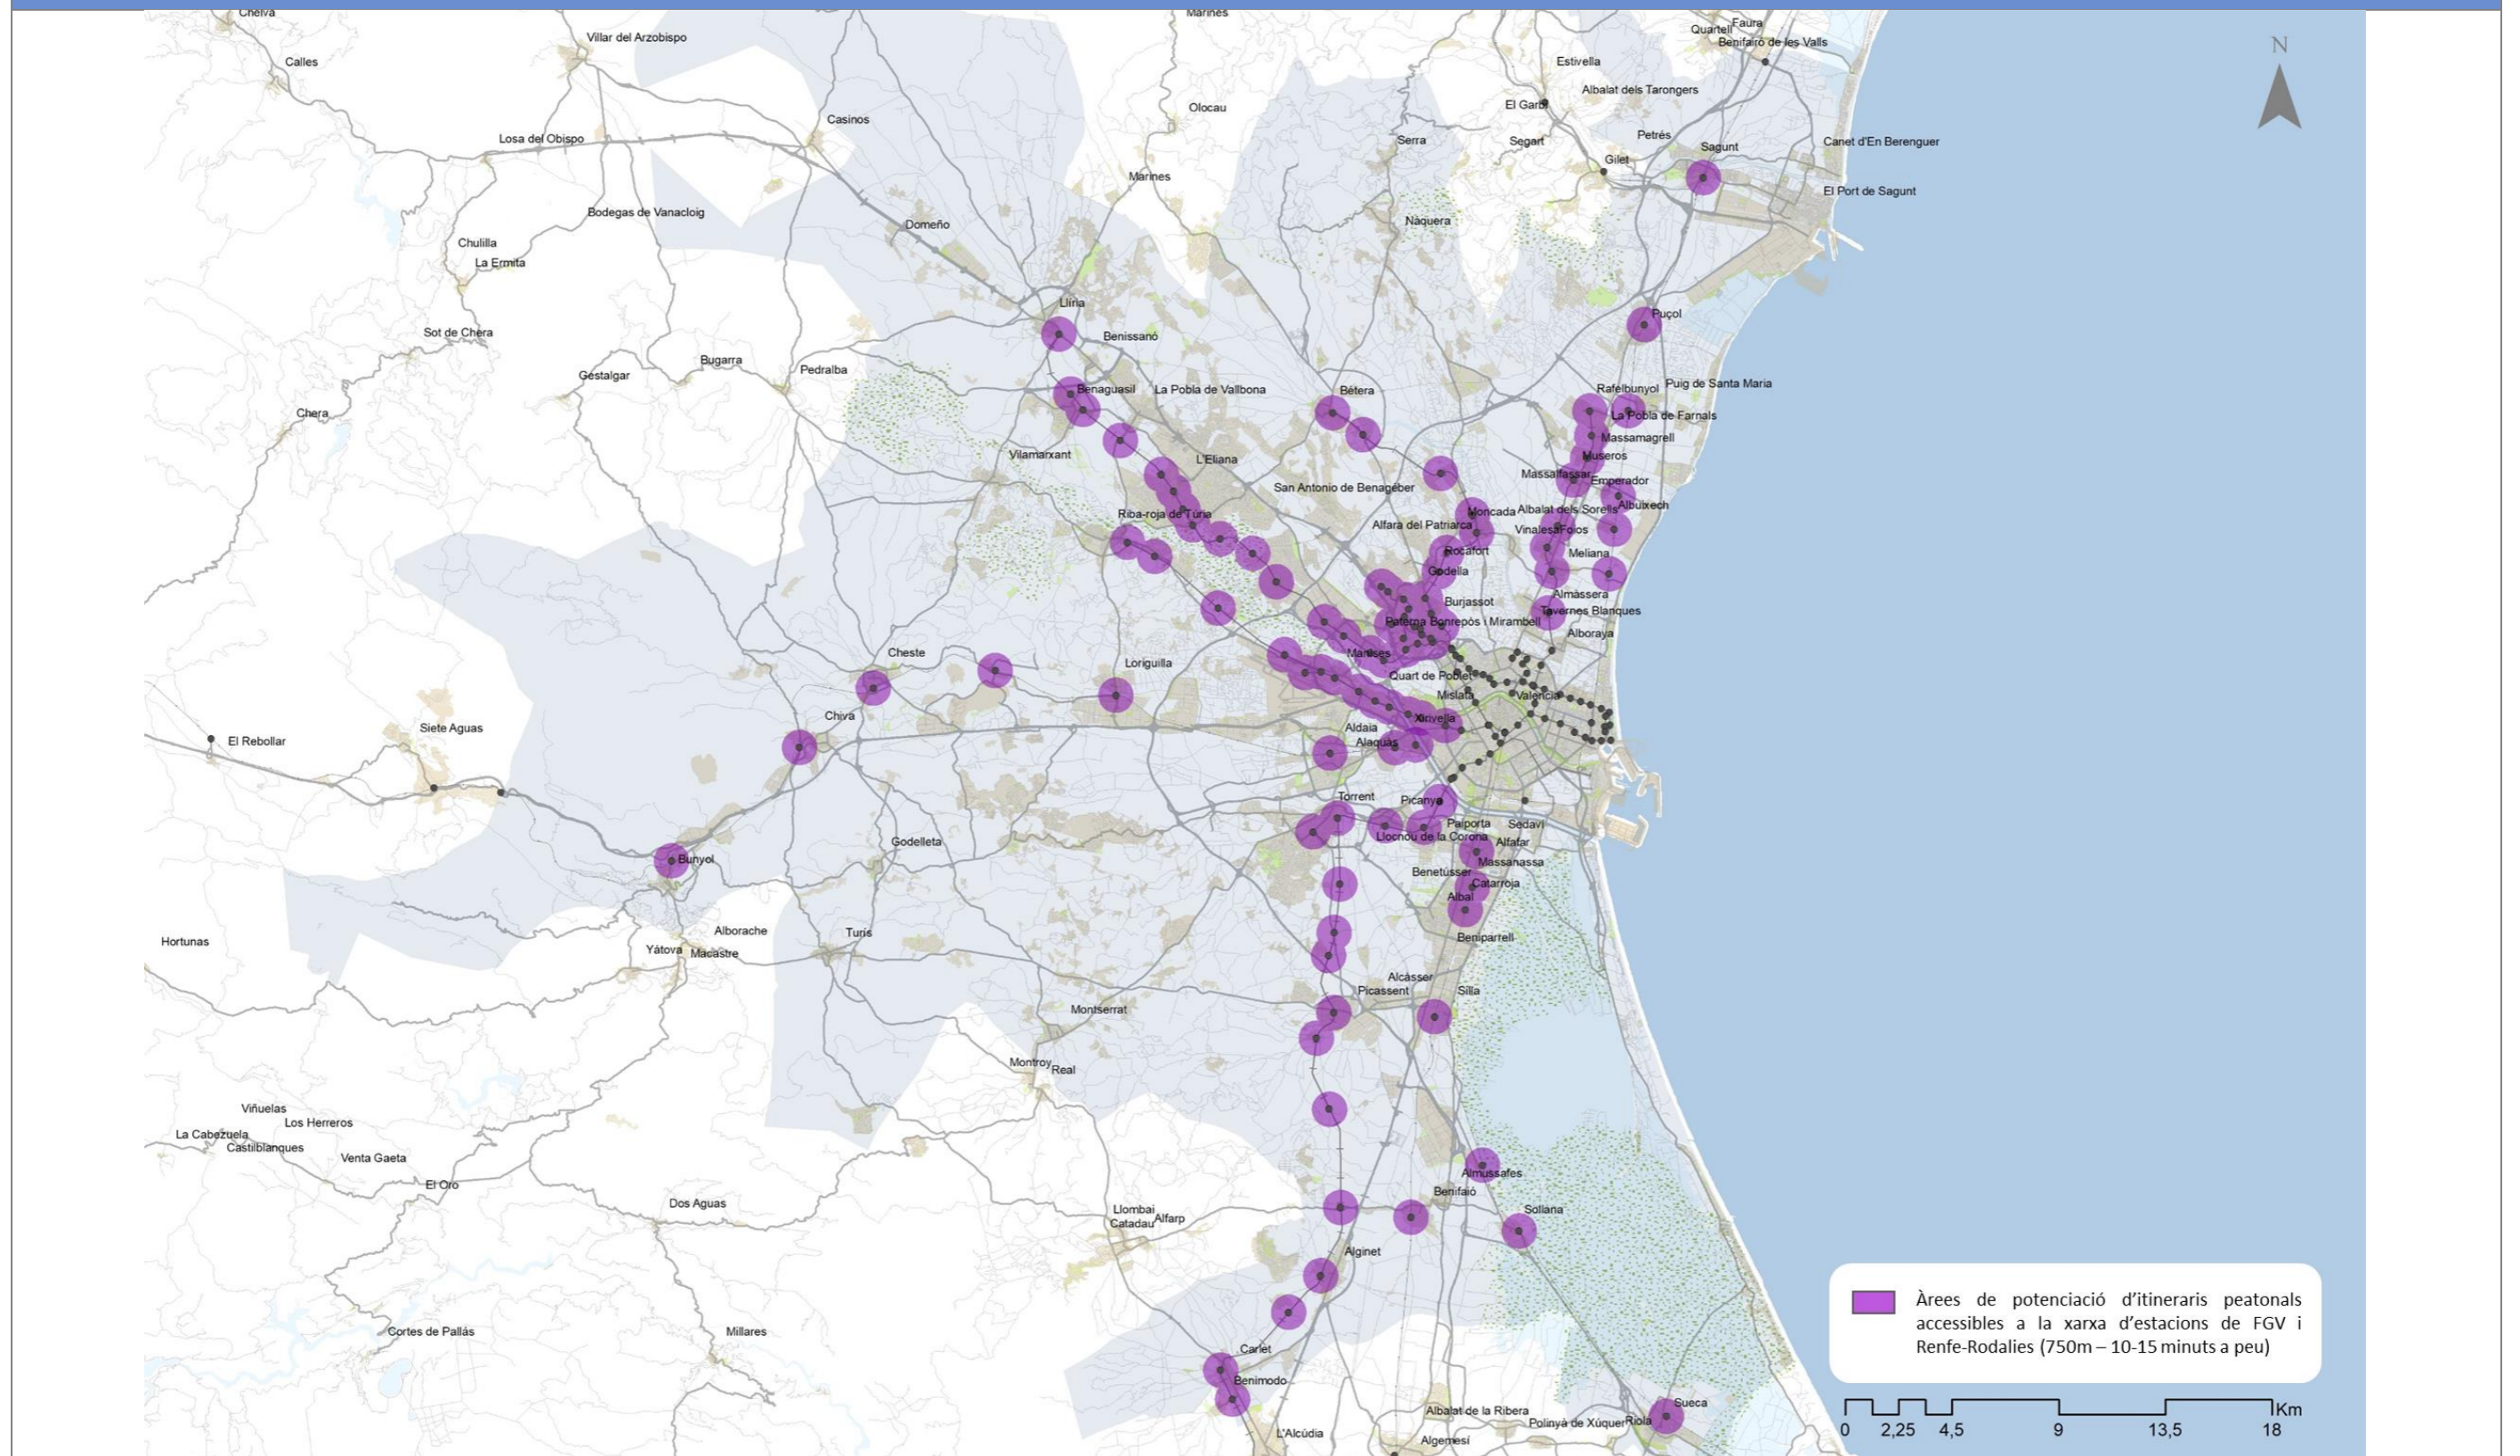 Chelva
Marines
Faura
Quartell
Benifairó de les Valls
Villar del Arzobispo
N
Calles
Estivella
Albalat dels Tarongers
Olocau
El Garbí
Casinos
Losa del Obispo
Serra
Segart
Petrés
Canet d'En Berenguer
Sagunt
Gilet
Marines
El Port de Sagunt
Bodegas de Vanacloig
Domeño
Nàquera
Chulilla
La Ermita
Llíria
Puçol
Sot de Chera
Benissanó
Bugarra
Pedralba
Gestalgar
Benaguasil
La Pobla de Vallbona
Bétera
Rafelbunyol
Puig de Santa Maria
Chera
La Pobla de Farnals
Massamagrell
Vilamarxant
L'Eliana
Museros
Massalfassar
Emperador
San Antonio de Benagéber
Albuixech
Riba-roja de Túria
Moncada
Albalat dels Sorells
Alfara del Patriarca
Vinalesa
Foios
Rocafort
Meliana
Godella
Almàssera
Burjassot
Tavernes Blanques
Paterna
Bonrepòs i Mirambell
Alboraya
Cheste
Manises
Loriguilla
Quart de Poblet
Mislata
València
Chiva
Xirivella
Siete Aguas
Aldaia
El Rebollar
Alaquàs
Torrent
Picanya
Paiporta
Sedaví
Llocnou de la Corona
Alfafar
Godelleta
Bunyol
Massanassa
Benetússer
Catarroja
Albal
Alborache
Turís
Beniparrell
Hortunas
Yátova
Macastre
Alcàsser
Picassent
Silla
Montserrat
Montroy
Real
Viñuelas
Los Herreros
La Cabezuela
Castilblanques
Venta Gaeta
Almussafes
El Oro
Benifaió
Dos Aguas
Llombai
Catadau
Alfarp
Sollana
Alginet
Àrees de potenciació d'itineraris peatonals
accessibles a la xarxa d'estacions de FGV i
Renfe-Rodalies (750m – 10-15 minuts a peu)
Cortes de Pallás
Millares
Carlet
Benimodo
Sueca
Albalat de la Ribera
Polinyà de Xúquer
Riola
Km
L'Alcúdia
Algemesí
0 2,25 4,5 9 13,5 18